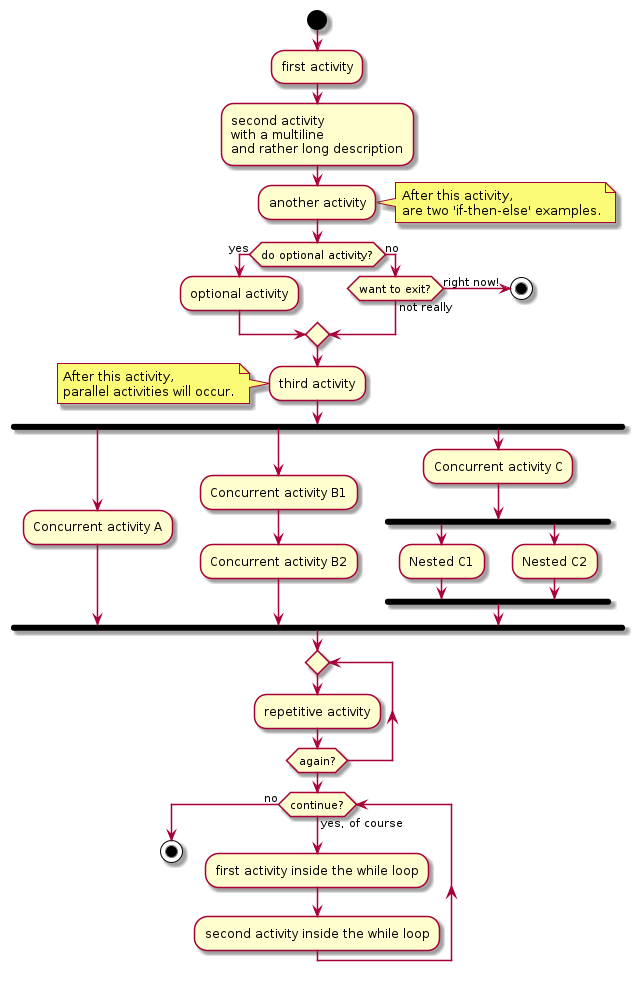 first activity
second activity
with a multiline
and rather long description
another activity
After this activity,
are two 'if-then-else' examples.
yes
do optional activity?
no
optional activity
want to exit?
right now!
not really
After this activity,
parallel activities will occur.
third activity
Concurrent activity A
Concurrent activity B1
Concurrent activity B2
Concurrent activity C
Nested C1
Nested C2
repetitive activity
again?
no
continue?
yes, of course
first activity inside the while loop
second activity inside the while loop